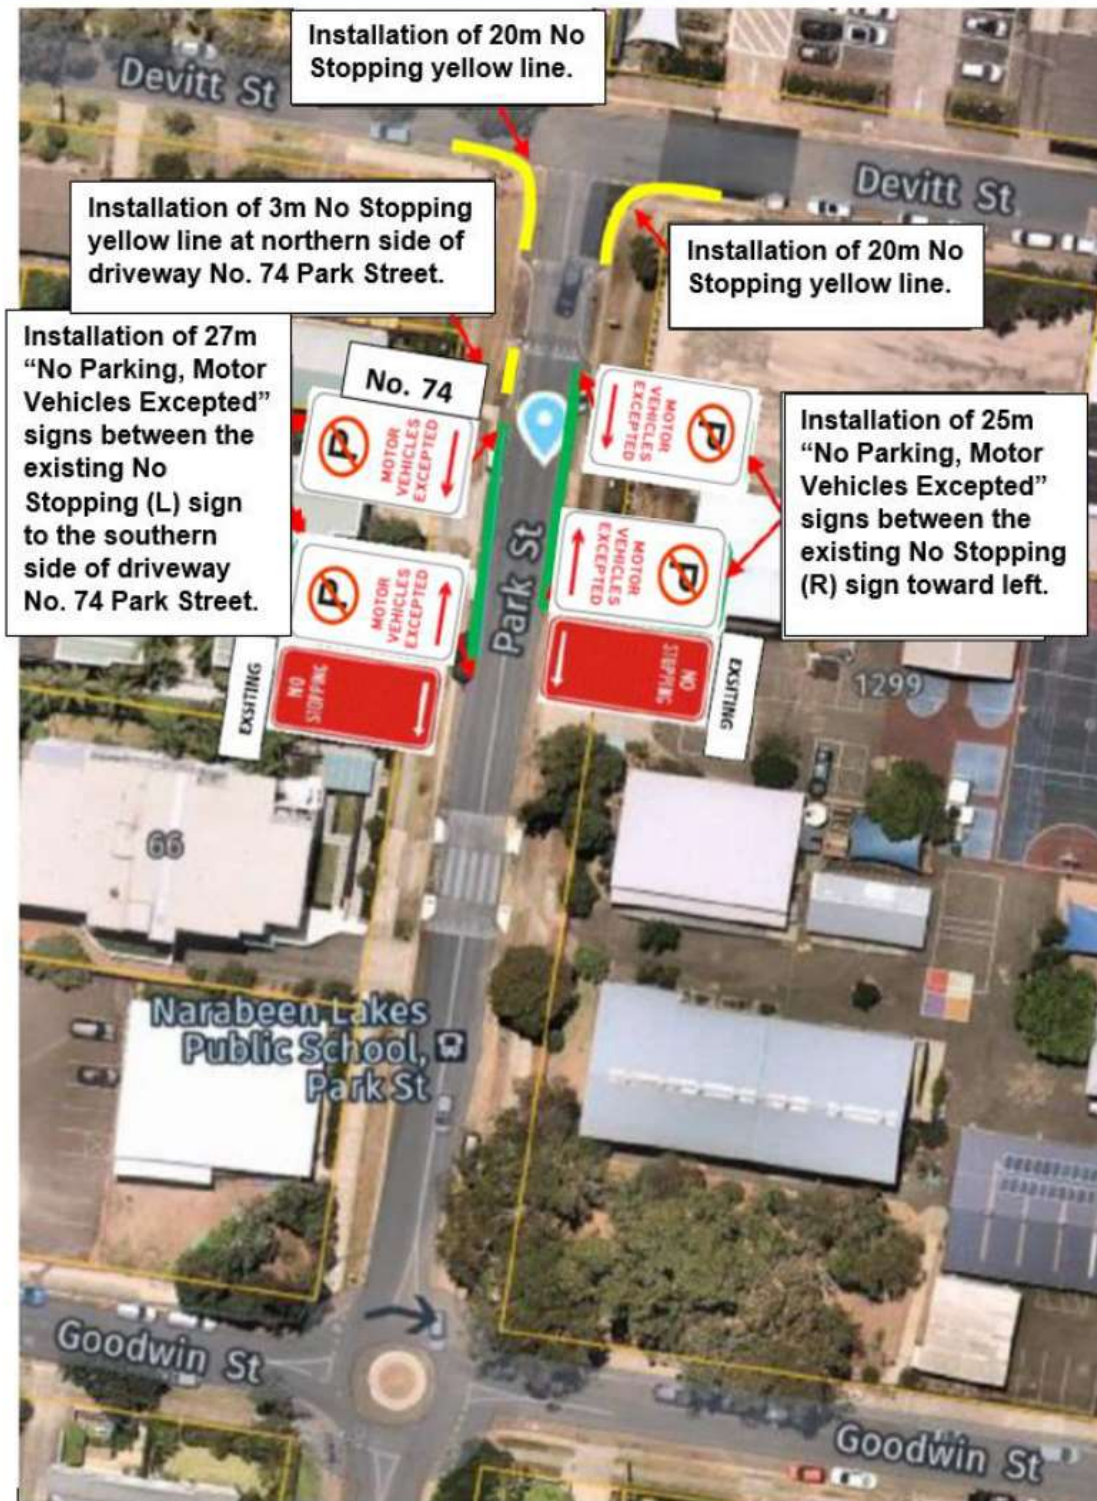 Installation of 20m No
Stopping yellow line.
Devitt St
Devitt St
Installation of 3m No Stopping
yellow line at northern side of
driveway No. 74 Park Street.
Installation of 20m No
Stopping yellow line.
Installation of 27m
“No Parking, Motor
Vehicles Excepted”
signs between the
existing No
Stopping (L) sign
to the southern
side of driveway
No. 74 Park Street.
No. 74
P
MOTOR
VEHICLES
EXCEPTED
P
MOTOR
VEHICLES
EXCEPTED
Installation of 25m
“No Parking, Motor
Vehicles Excepted”
signs between the
existing No Stopping
(R) sign toward left.
P
MOTOR
VEHICLES
EXCEPTED
P
MOTOR
VEHICLES
EXCEPTED
Park St
NO
STOPPING
EXSITING
NO
STOPPING
EXSITING
1299
66
Narabeen Lakes
Public School,
Park St
Goodwin St
Goodwin St